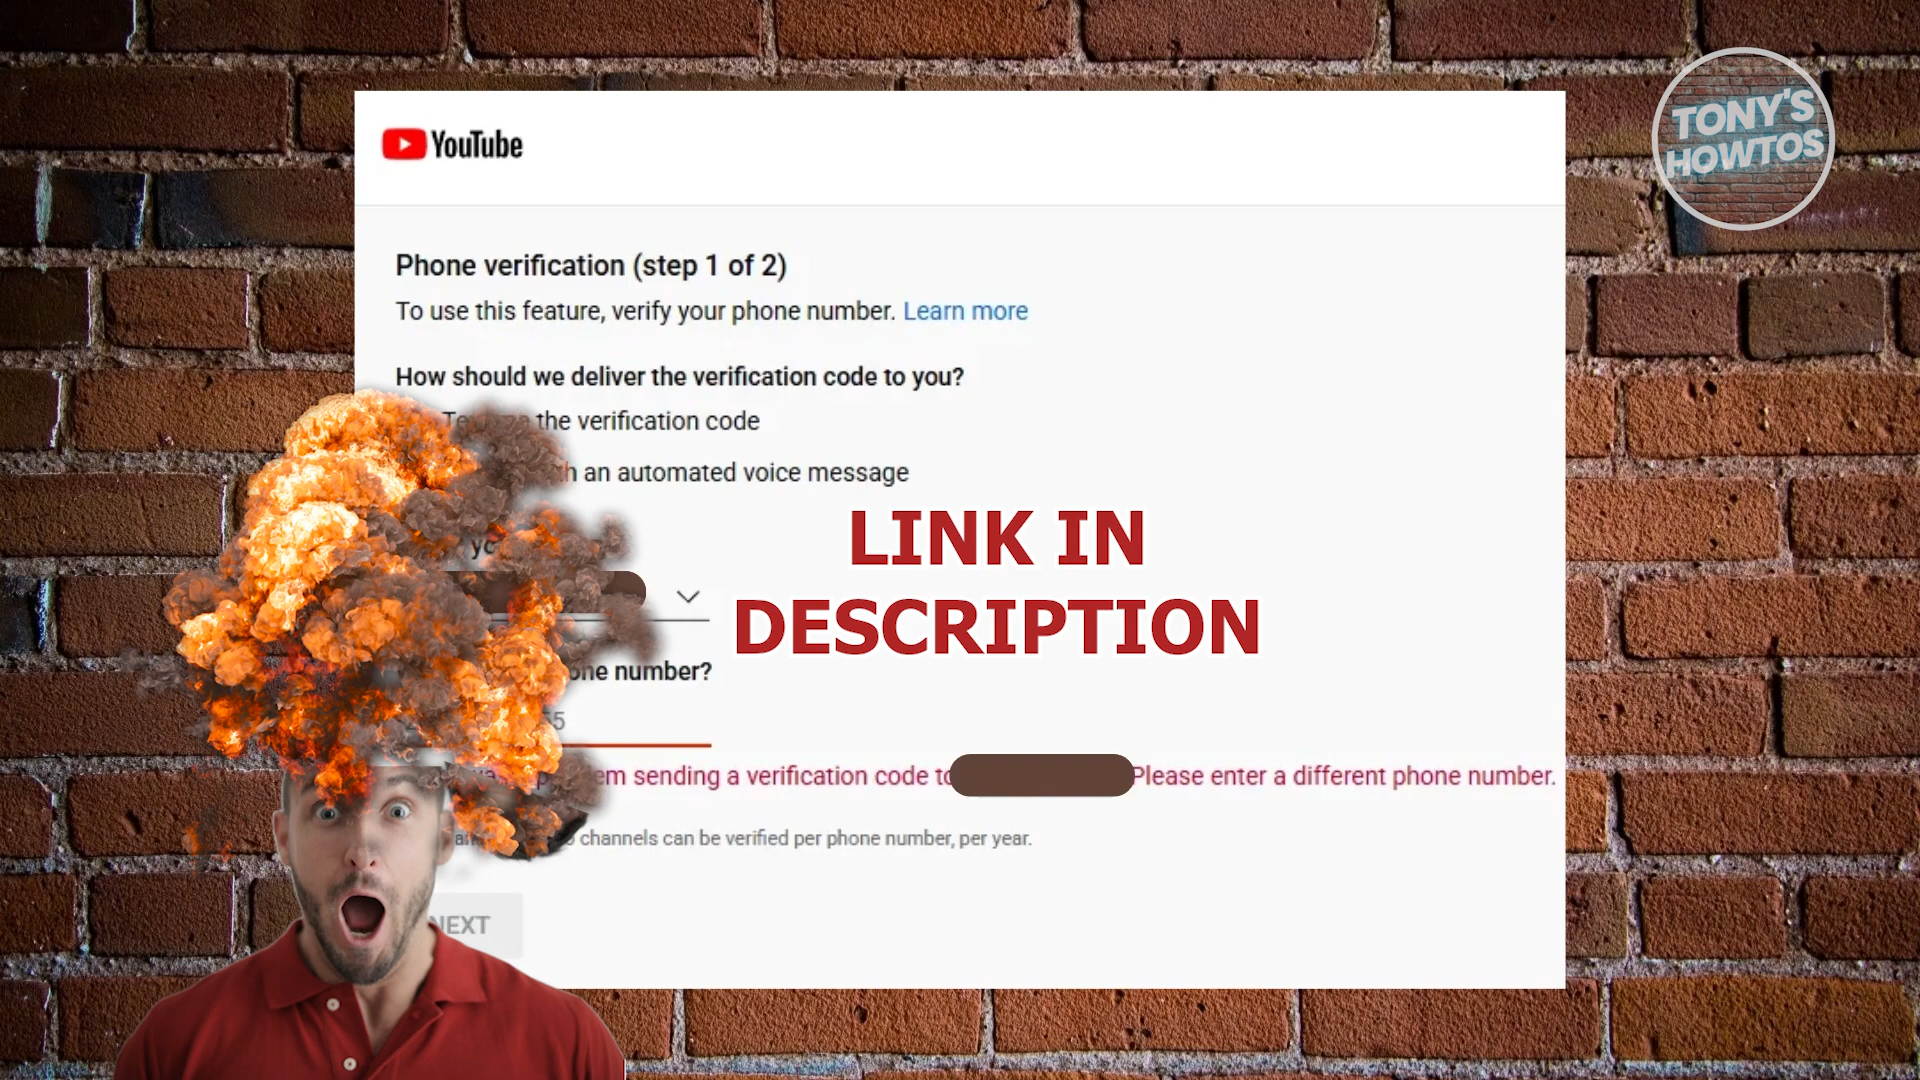 TONY'S
HOWTOS
YouTube
Phone verification (step 1 of 2)
To use this feature, verify your phone number. Learn more
How should we deliver the verification code to you?
the verification code
an automated voice message
LINK IN
DESCRIPTION
number?
sending a verification code to
Please enter a different phone number.
channels can be verified per phone number, per year.
NEXT